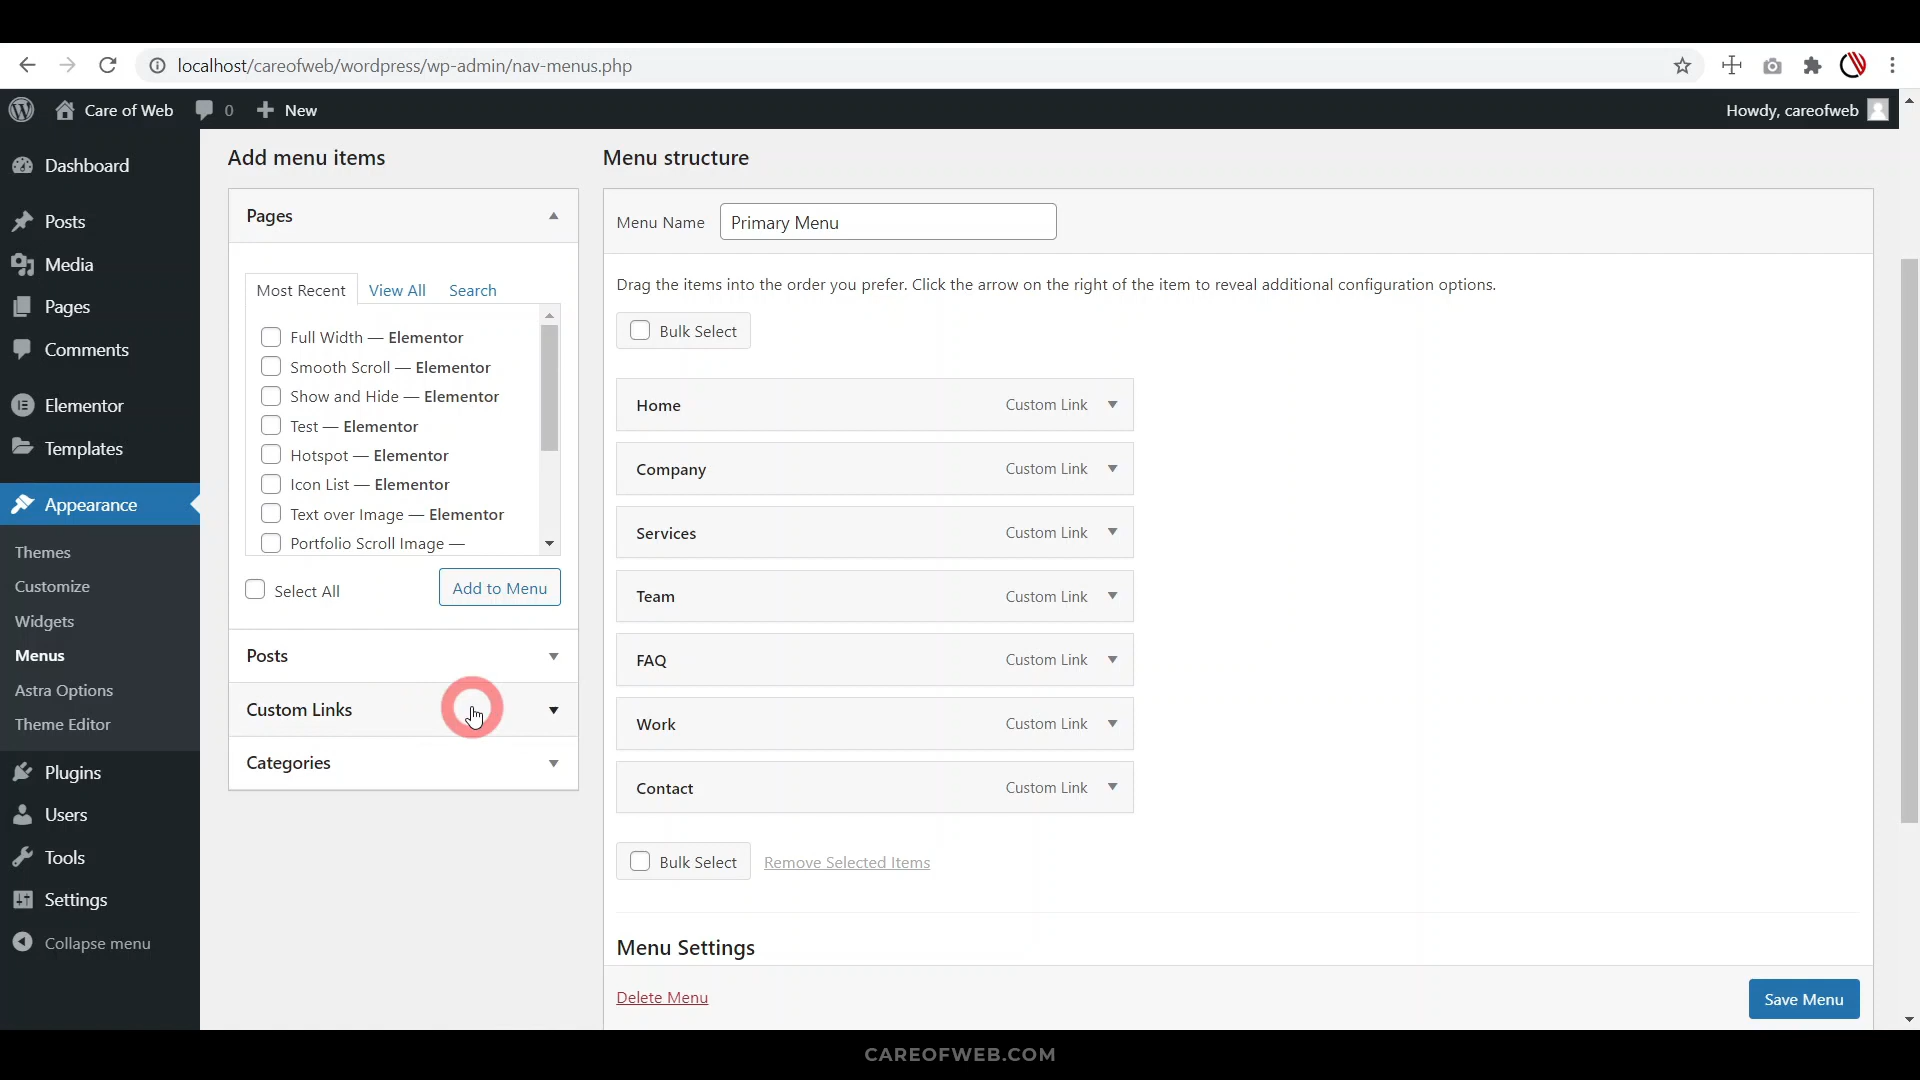 localhost/careofweb/wordpress/wp-admin/nav-menus.php
Care of Web
0
New
Howdy, careofweb
Dashboard
Posts
Media
Pages
Comments
Elementor
Templates
Appearance
Themes
Customize
Widgets
Menus
Astra Options
Theme Editor
Plugins
Users
Tools
Settings
Collapse menu
Add menu items
Pages
Most Recent View All Search
Full Width — Elementor
Smooth Scroll — Elementor
Show and Hide — Elementor
Test — Elementor
Hotspot — Elementor
Icon List — Elementor
Text over Image — Elementor
Portfolio Scroll Image —
Select All
Add to Menu
Posts
Custom Links
Categories
Menu structure
Menu Name Primary Menu
Drag the items into the order you prefer. Click the arrow on the right of the item to reveal additional configuration options.
Bulk Select
Home Custom Link
Company Custom Link
Services Custom Link
Team Custom Link
FAQ Custom Link
Work Custom Link
Contact Custom Link
Bulk Select Remove Selected Items
Menu Settings
Delete Menu
Save Menu
CAREOFWEB.COM